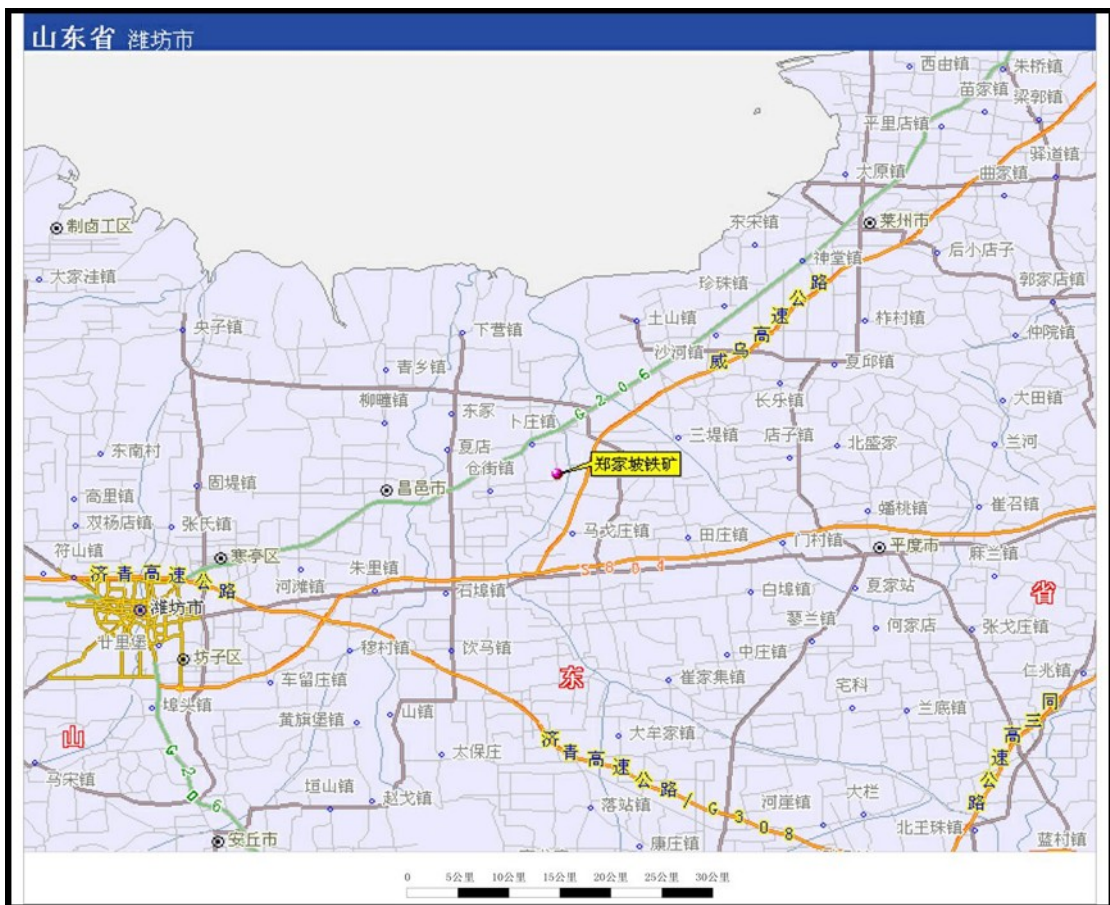 山东省 潍坊市
西由镇
朱桥镇
苗家镇
梁郭镇
平里店镇
驿道镇
大原镇
曲家镇
制卤工区
东宋镇
莱州市
后小店子
大家洼镇
神堂镇
郭家店镇
珍珠镇
央子镇
下营镇
土山镇
柞村镇
仲院镇
威乌高速公路
沙河镇
夏邱镇
青乡镇
G206
长乐镇
柳疃镇
东冢
卜庄镇
大田镇
三堤镇
店子镇
北盛家
兰河
东南村
夏店
仓街镇
郑家坡铁矿
固堤镇
昌邑市
高里镇
蟠桃镇
崔召镇
双杨店镇
张氏镇
马戈庄镇
田庄镇
门村镇
平度市
麻兰镇
符山镇
寒亭区
济青高速公路
河滩镇
朱里镇
S804
石埠镇
白埠镇
夏家站
省
潍坊市
蓼兰镇
何家店
张戈庄镇
廿里堡
坊子区
穆村镇
饮马镇
中庄镇
仁兆镇
车留庄镇
东
崔家集镇
宅科
兰底镇
埠头镇
黄旗堡镇
山镇
同三高速公路
山
大牟家镇
太保庄
济青高速公路/G308
马宋镇
G206
垣山镇
赵戈镇
落站镇
河崖镇
大栏
北王珠镇
安丘市
康庄镇
蓝村镇
0 5公里 10公里 15公里 20公里 25公里 30公里